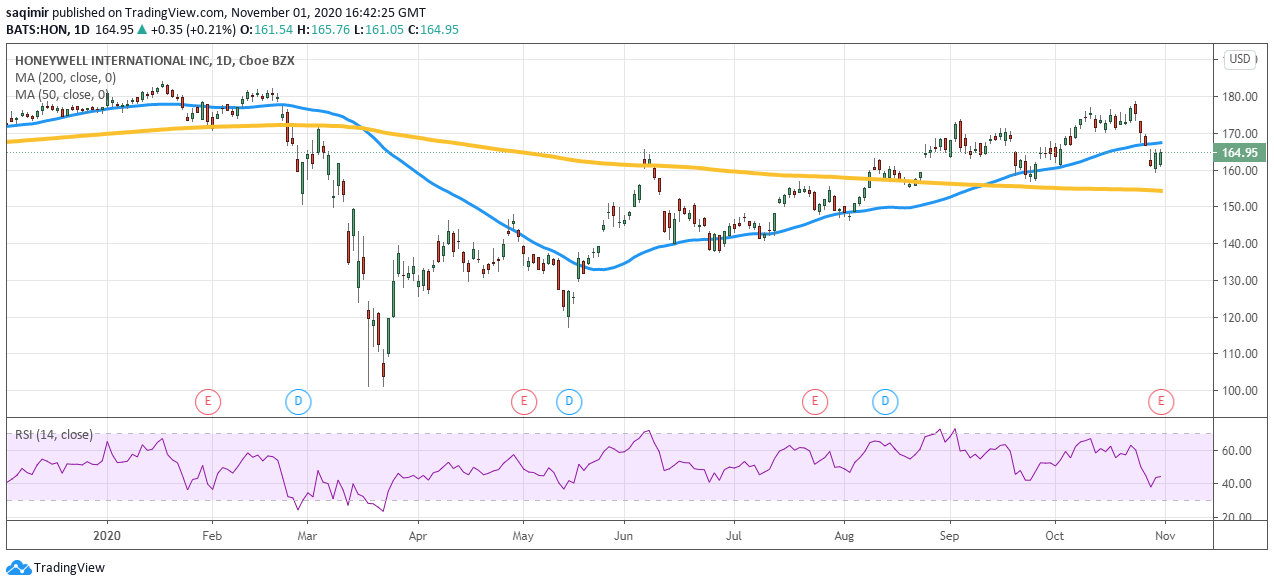 saqimir published on TradingView.com, November 01, 2020 16:42:25 GMT
BATS:HON, 1D 164.95 ▲ +0.35 (+0.21%) O:161.54 H:165.76 L:161.05 C:164.95
HONEYWELL INTERNATIONAL INC, 1D, Cboe BZX
MA (200, close, 0)
MA (50, close, 0)
USD
180.00
170.00
164.95
160.00
150.00
140.00
130.00
120.00
110.00
100.00
E D E D E D E
RSI (14, close)
60.00
40.00
20.00
2020 Feb Mar Apr May Jun Jul Aug Sep Oct Nov
TradingView